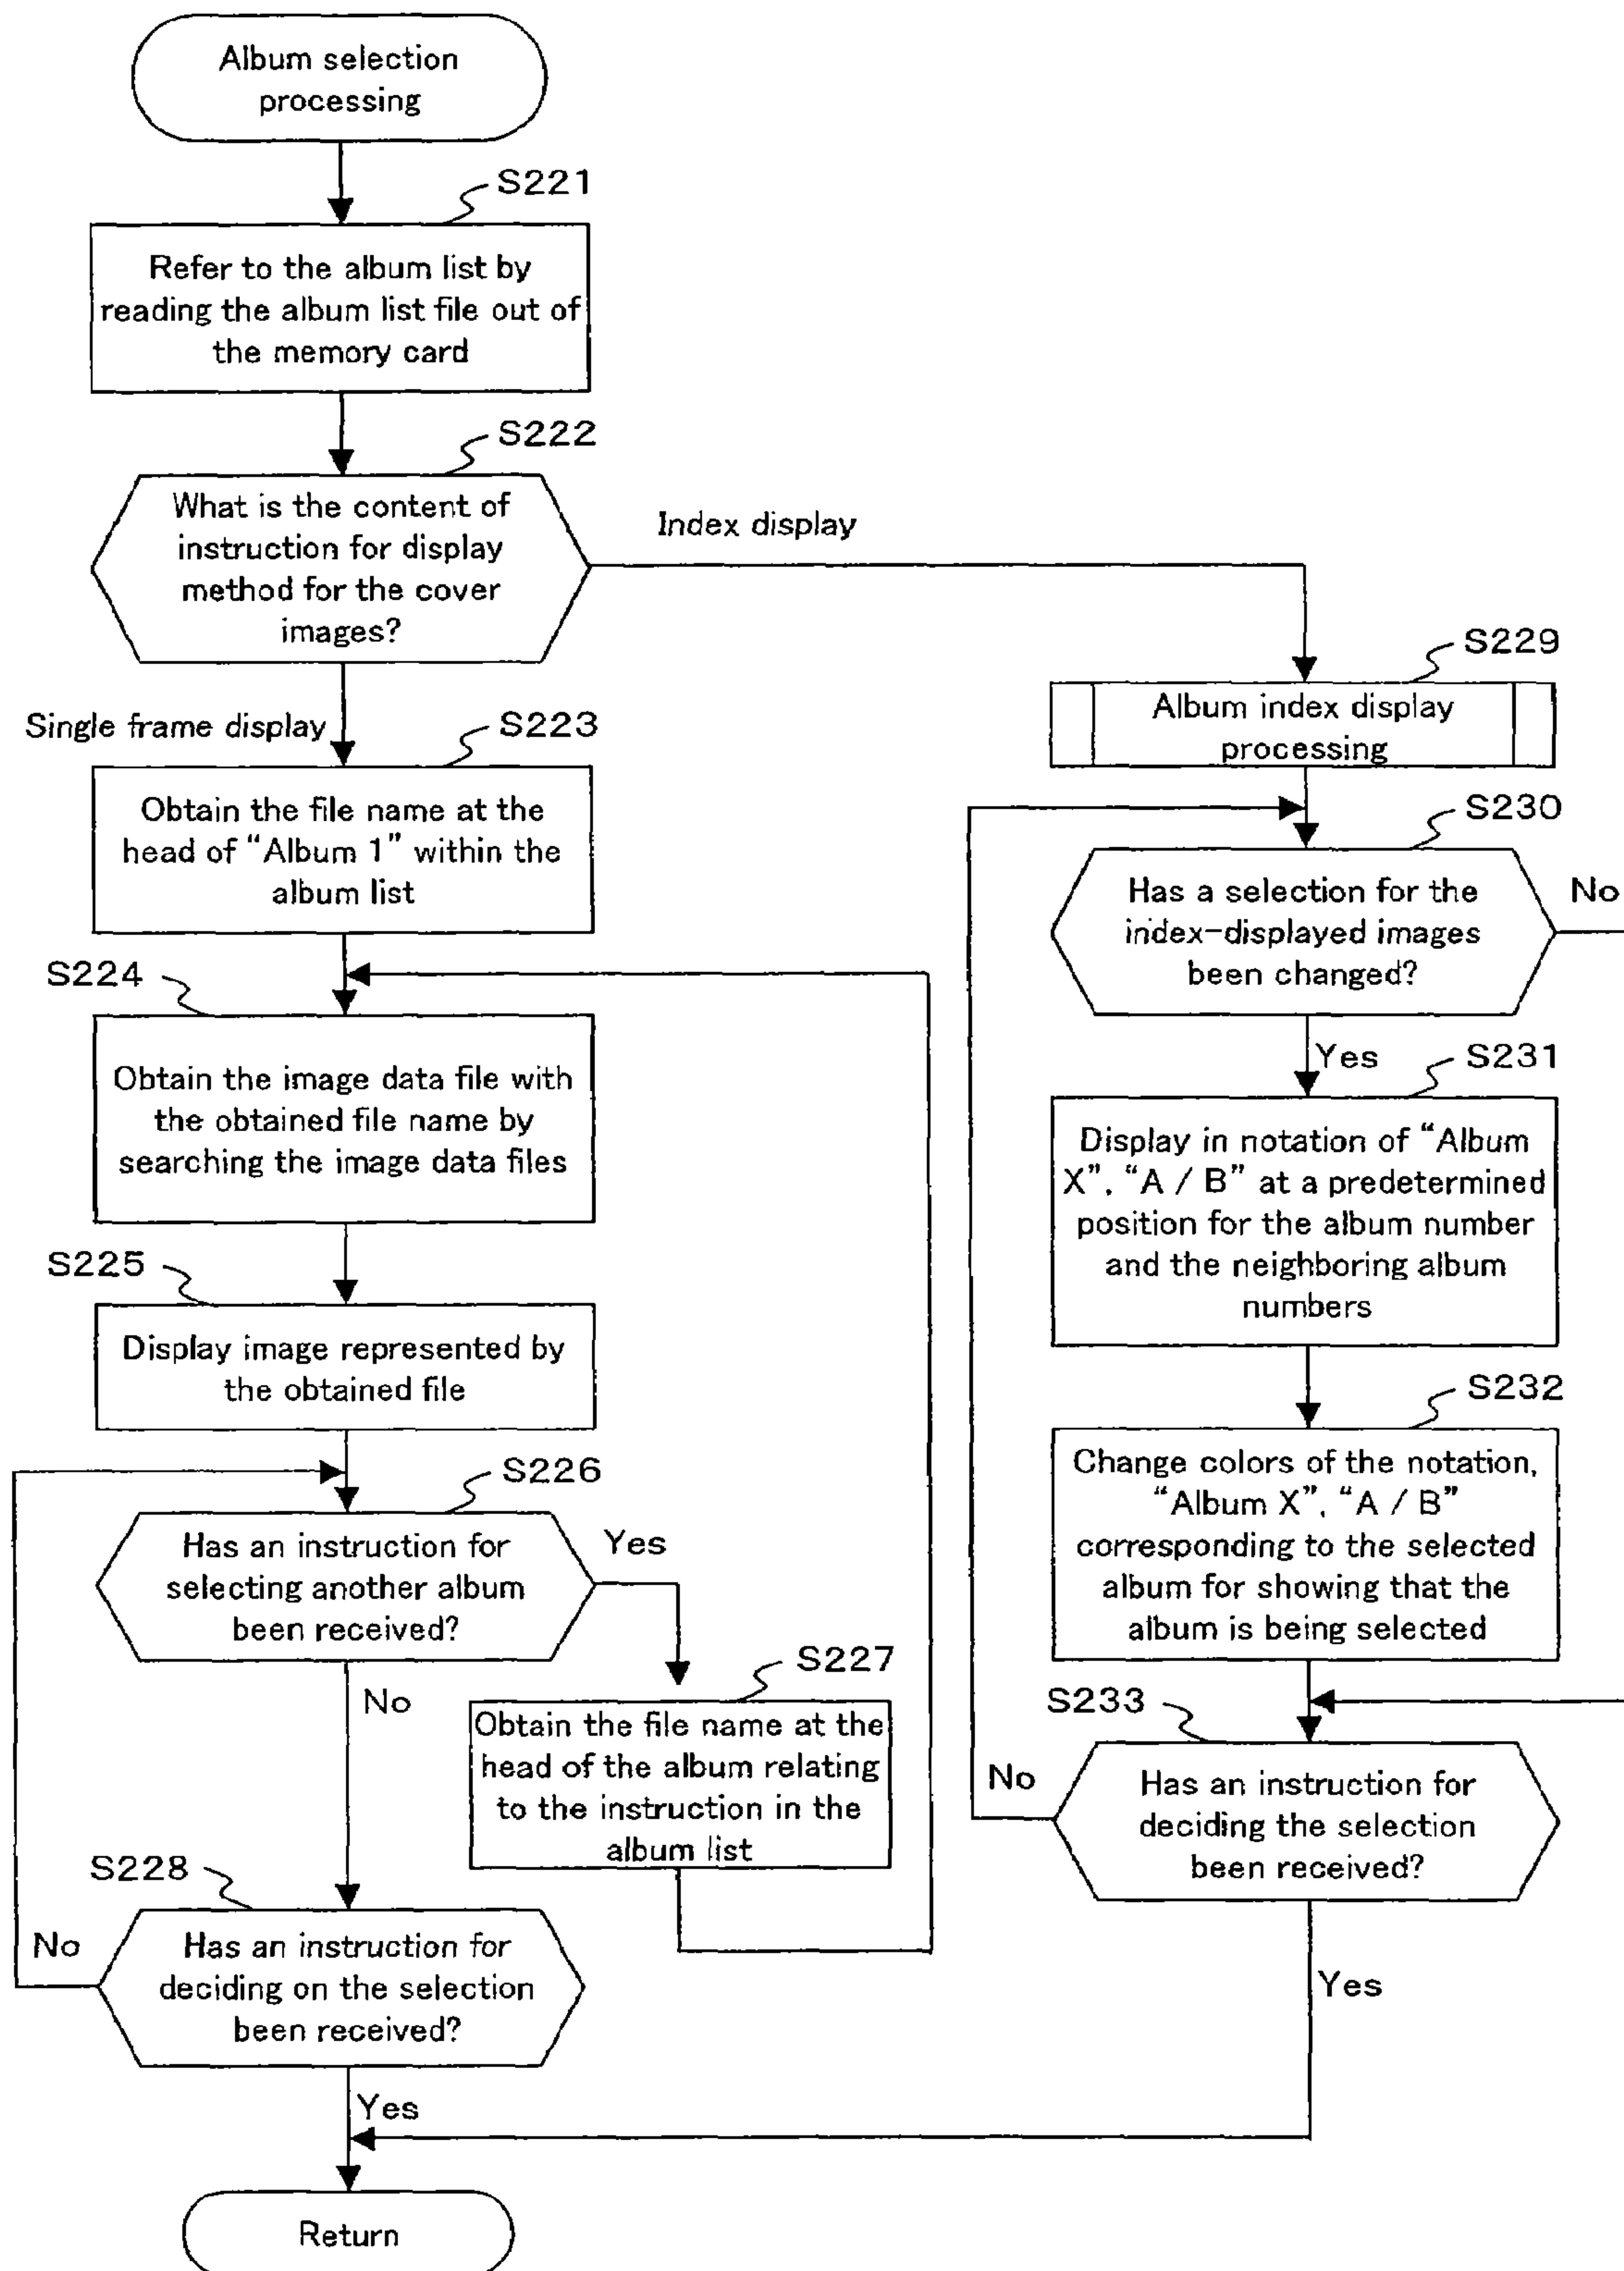 Album selection
processing
S221
Refer to the album list by
reading the album list file out of
the memory card
S222
What is the content of
instruction for display
method for the cover
images?
Index display
Single frame display
S223
Obtain the file name at the
head of “Album 1” within the
album list
S224
Obtain the image data file with
the obtained file name by
searching the image data files
S225
Display image represented by
the obtained file
S226
Has an instruction for
selecting another album
been received?
Yes
No
S227
Obtain the file name at the
head of the album relating
to the instruction in the
album list
S228
Has an instruction for
deciding on the selection
been received?
No
Yes
Return
S229
Album index display
processing
S230
Has a selection for the
index-displayed images
been changed?
No
Yes
S231
Display in notation of “Album
X”, “A / B” at a predetermined
position for the album number
and the neighboring album
numbers
S232
Change colors of the notation,
“Album X”, “A / B”
corresponding to the selected
album for showing that the
album is being selected
S233
Has an instruction for
deciding the selection
been received?
No
Yes